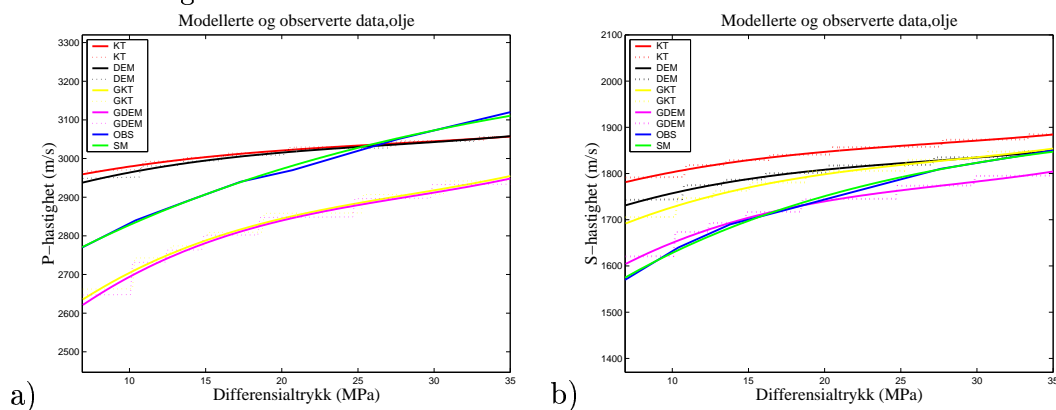 Modellerte og observerte data,olje
3300
3200
3100
3000
2900
2800
2700
2600
2500
P−hastighet (m/s)
KT
KT
DEM
DEM
GKT
GKT
GDEM
GDEM
OBS
SM
10
15
20
25
30
35
Differensialtrykk (MPa)
a)
Modellerte og observerte data,olje
2100
2000
1900
1800
1700
1600
1500
1400
S−hastighet (m/s)
KT
KT
DEM
DEM
GKT
GKT
GDEM
GDEM
OBS
SM
10
15
20
25
30
35
Differensialtrykk (MPa)
b)